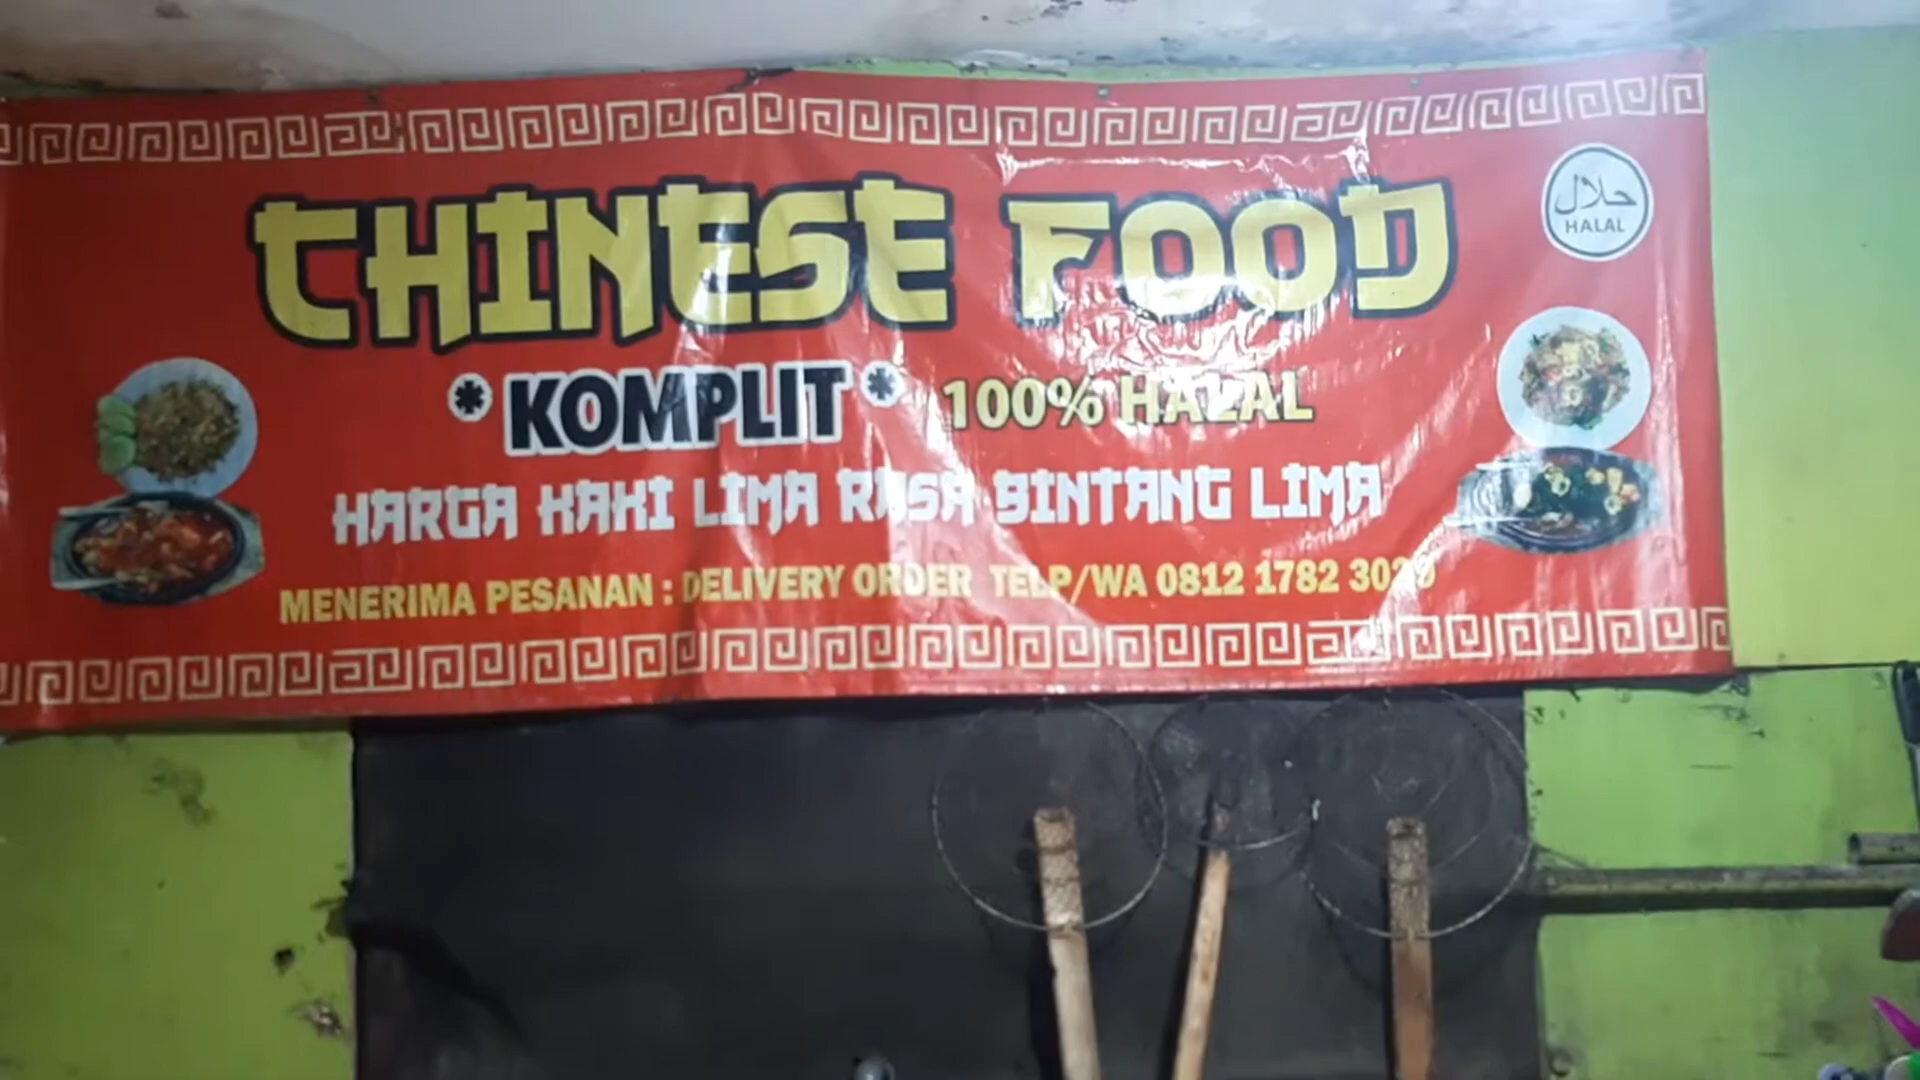 CHINESE FOOD
حلال
HALAL
* KOMPLIT * 100% HALAL
HARGA KAKI LIMA RASA BINTANG LIMA
MENERIMA PESANAN : DELIVERY ORDER TELP/WA 0812 1782